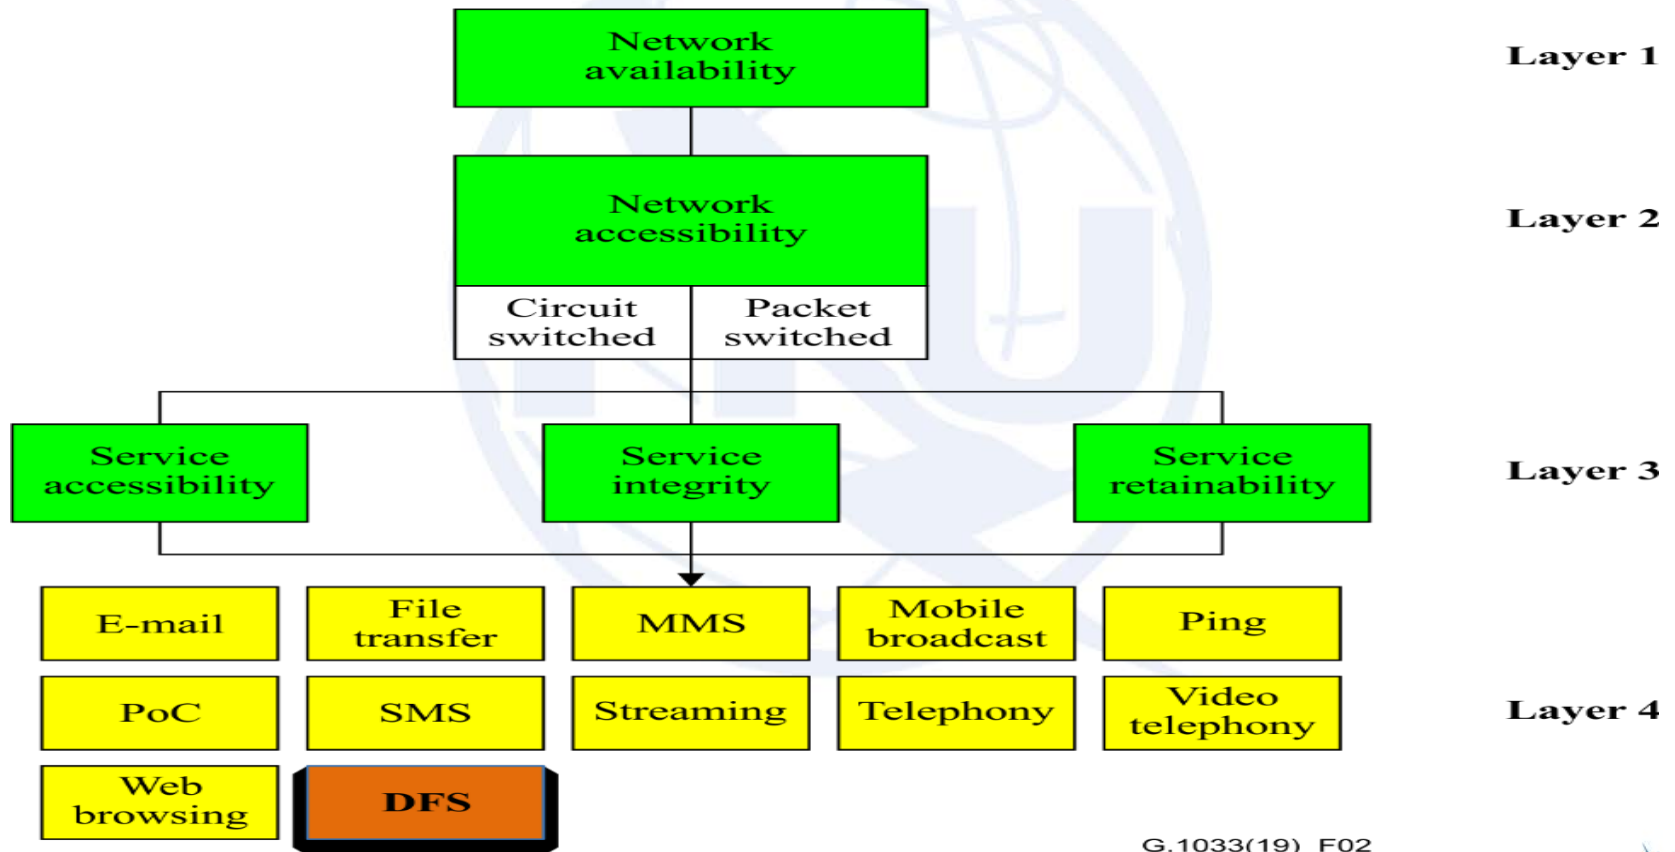 Network
availability
Layer 1
Network
accessibility
Layer 2
Circuit
switched
Packet
switched
Service
accessibility
Service
integrity
Service
retainability
Layer 3
E-mail
File
transfer
MMS
Mobile
broadcast
Ping
PoC
SMS
Streaming
Telephony
Video
telephony
Layer 4
Web
browsing
DFS
G.1033(19)_F02
ITU